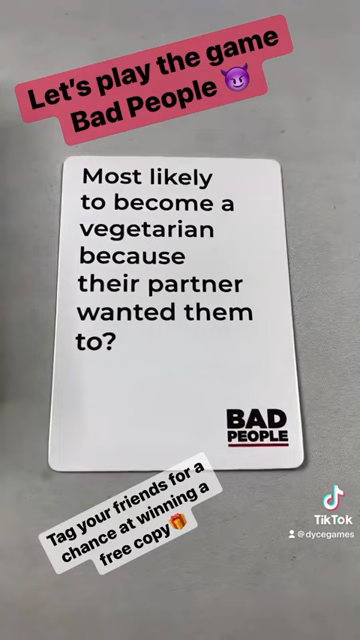 Let's play the game
Bad People 😈
Most likely
to become a
vegetarian
because
their partner
wanted them
to?
BAD
PEOPLE
Tag your friends for a
chance at winning a
free copy🎁
TikTok
@dycegames